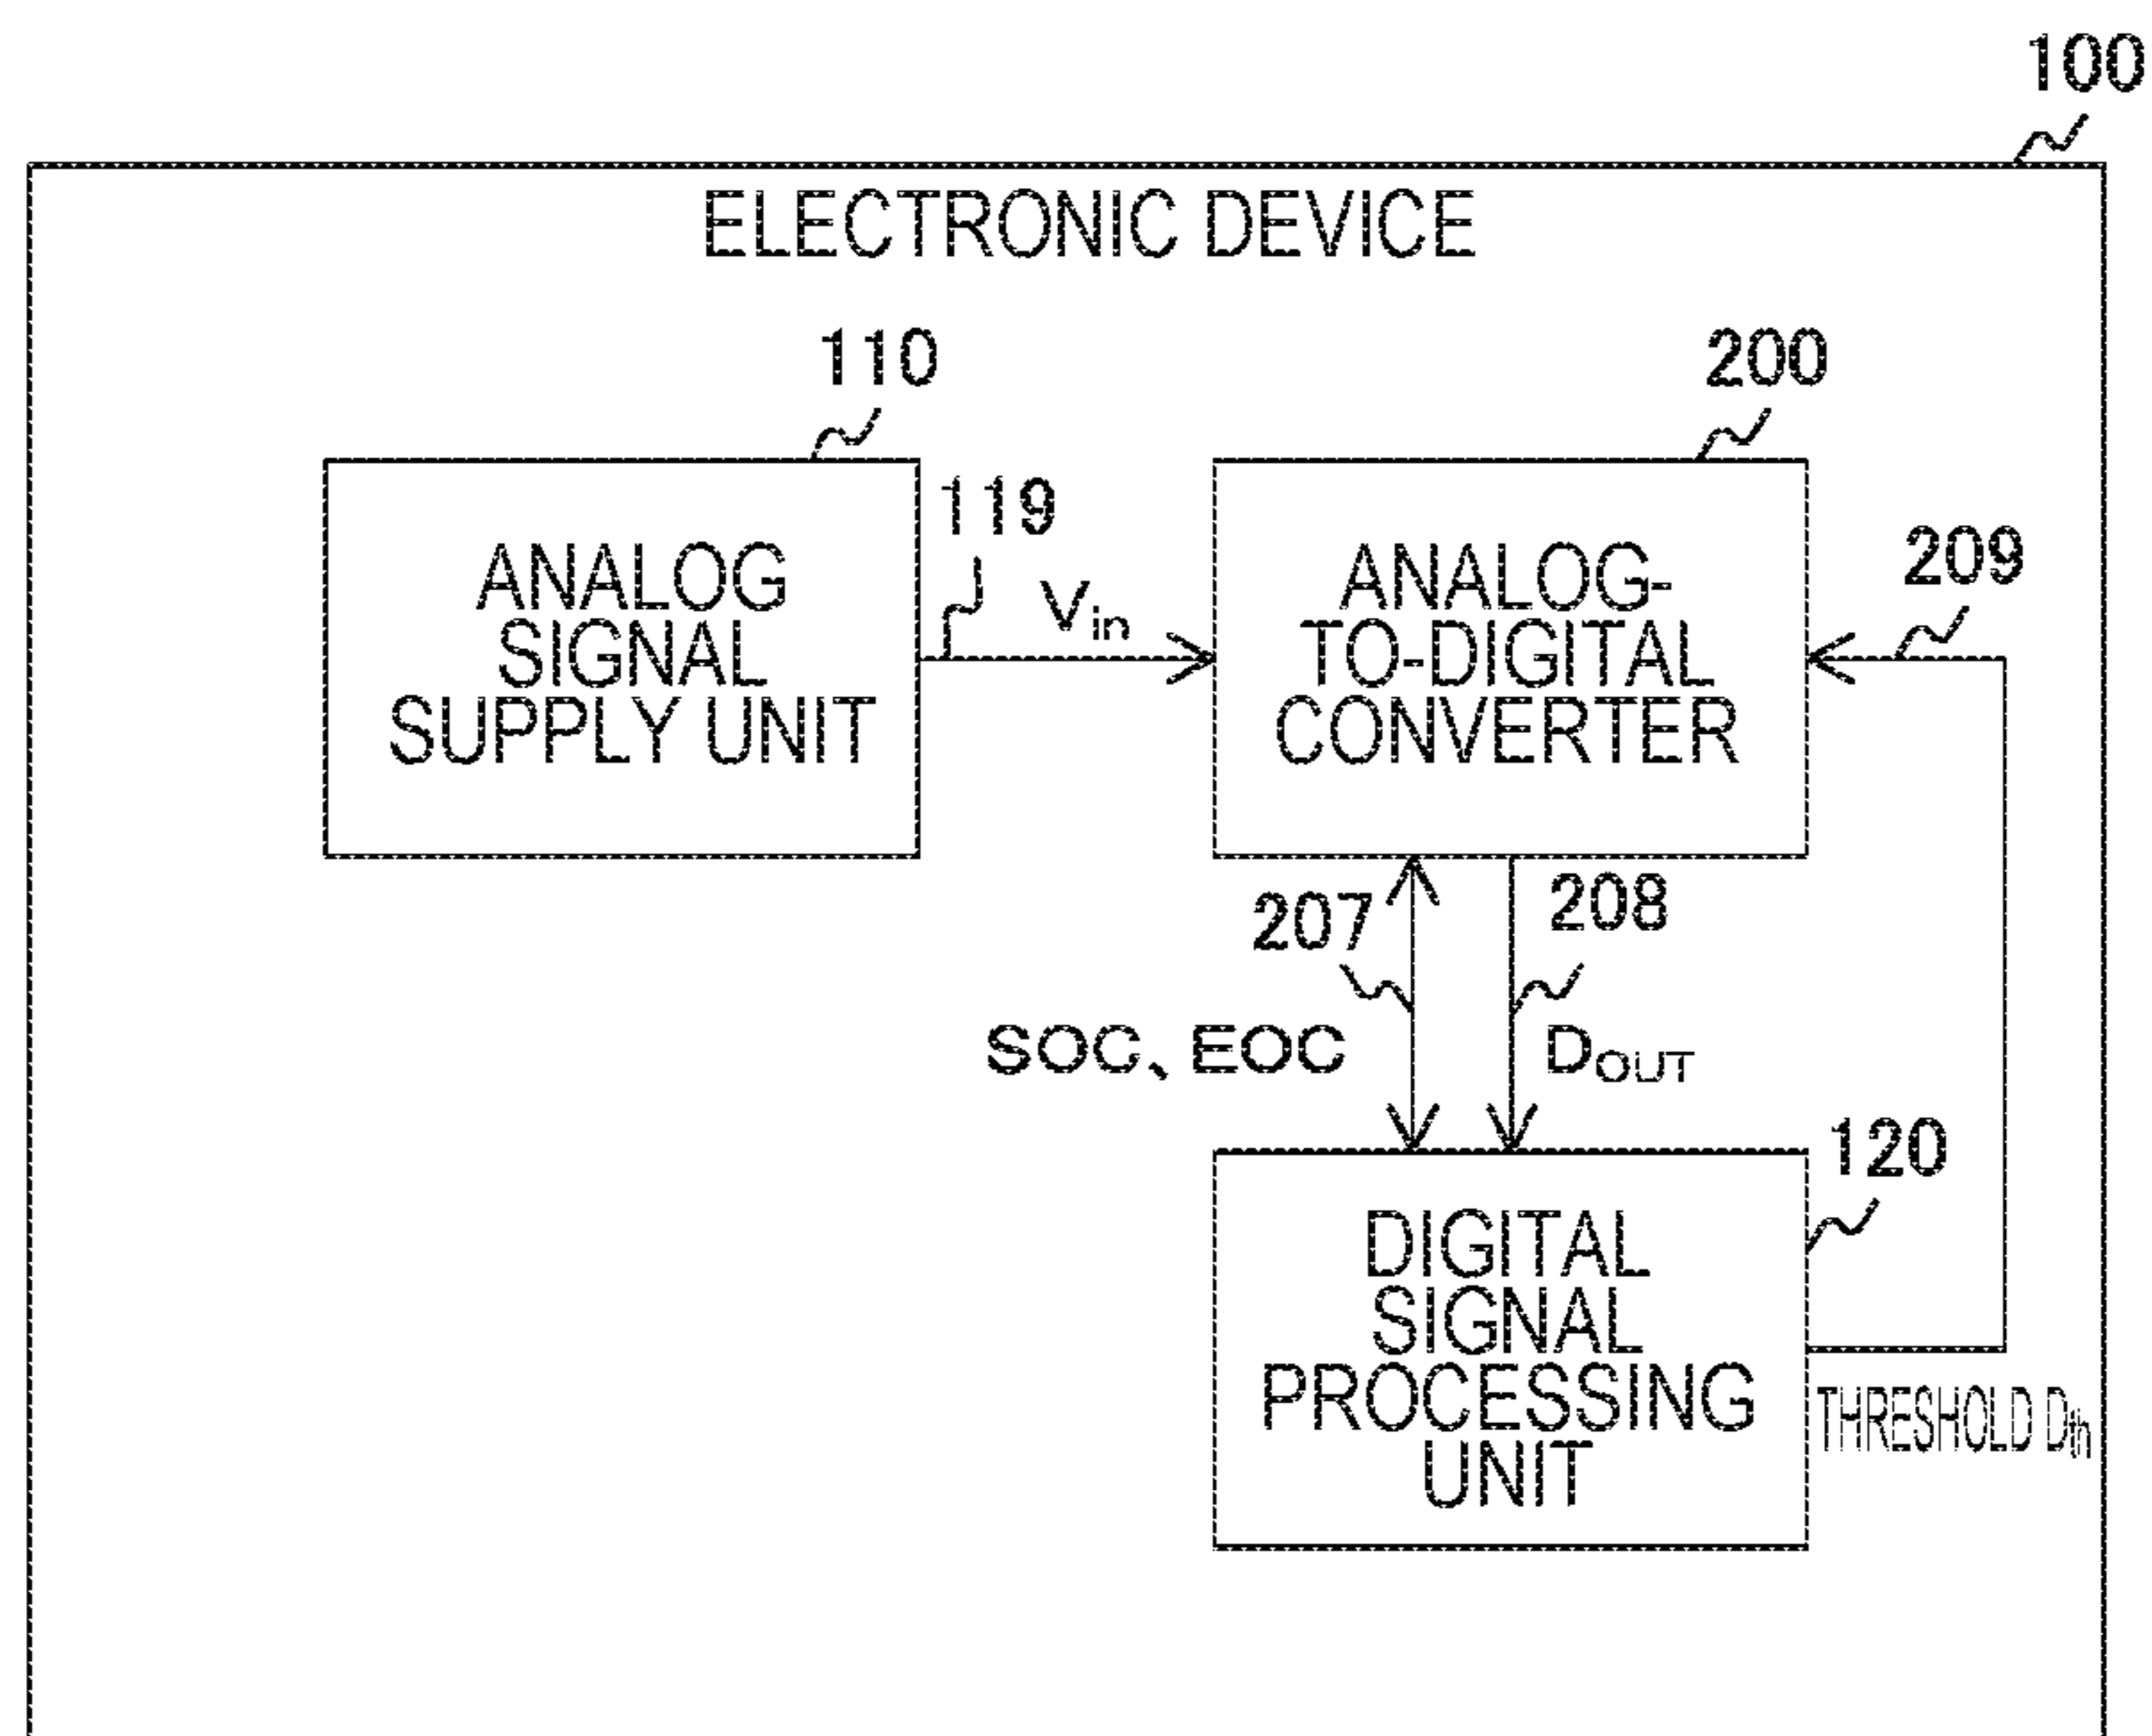 100
ELECTRONIC DEVICE
110
200
ANALOG
SIGNAL
SUPPLY UNIT
119
Vin
ANALOG-
TO-DIGITAL
CONVERTER
209
207
208
SOC、EOC
DOUT
120
DIGITAL
SIGNAL
PROCESSING
UNIT
THRESHOLD Dth